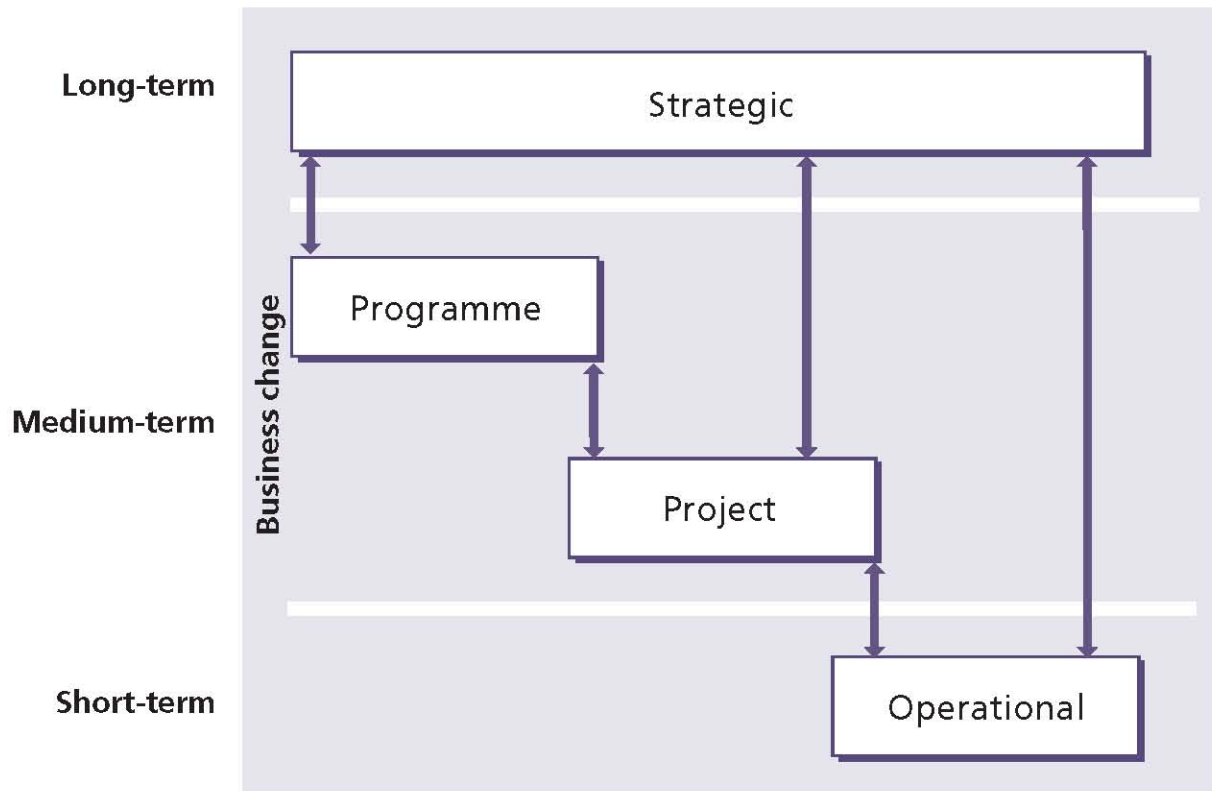 Long-term
Strategic
Programme
Business change
Medium-term
Project
Short-term
Operational